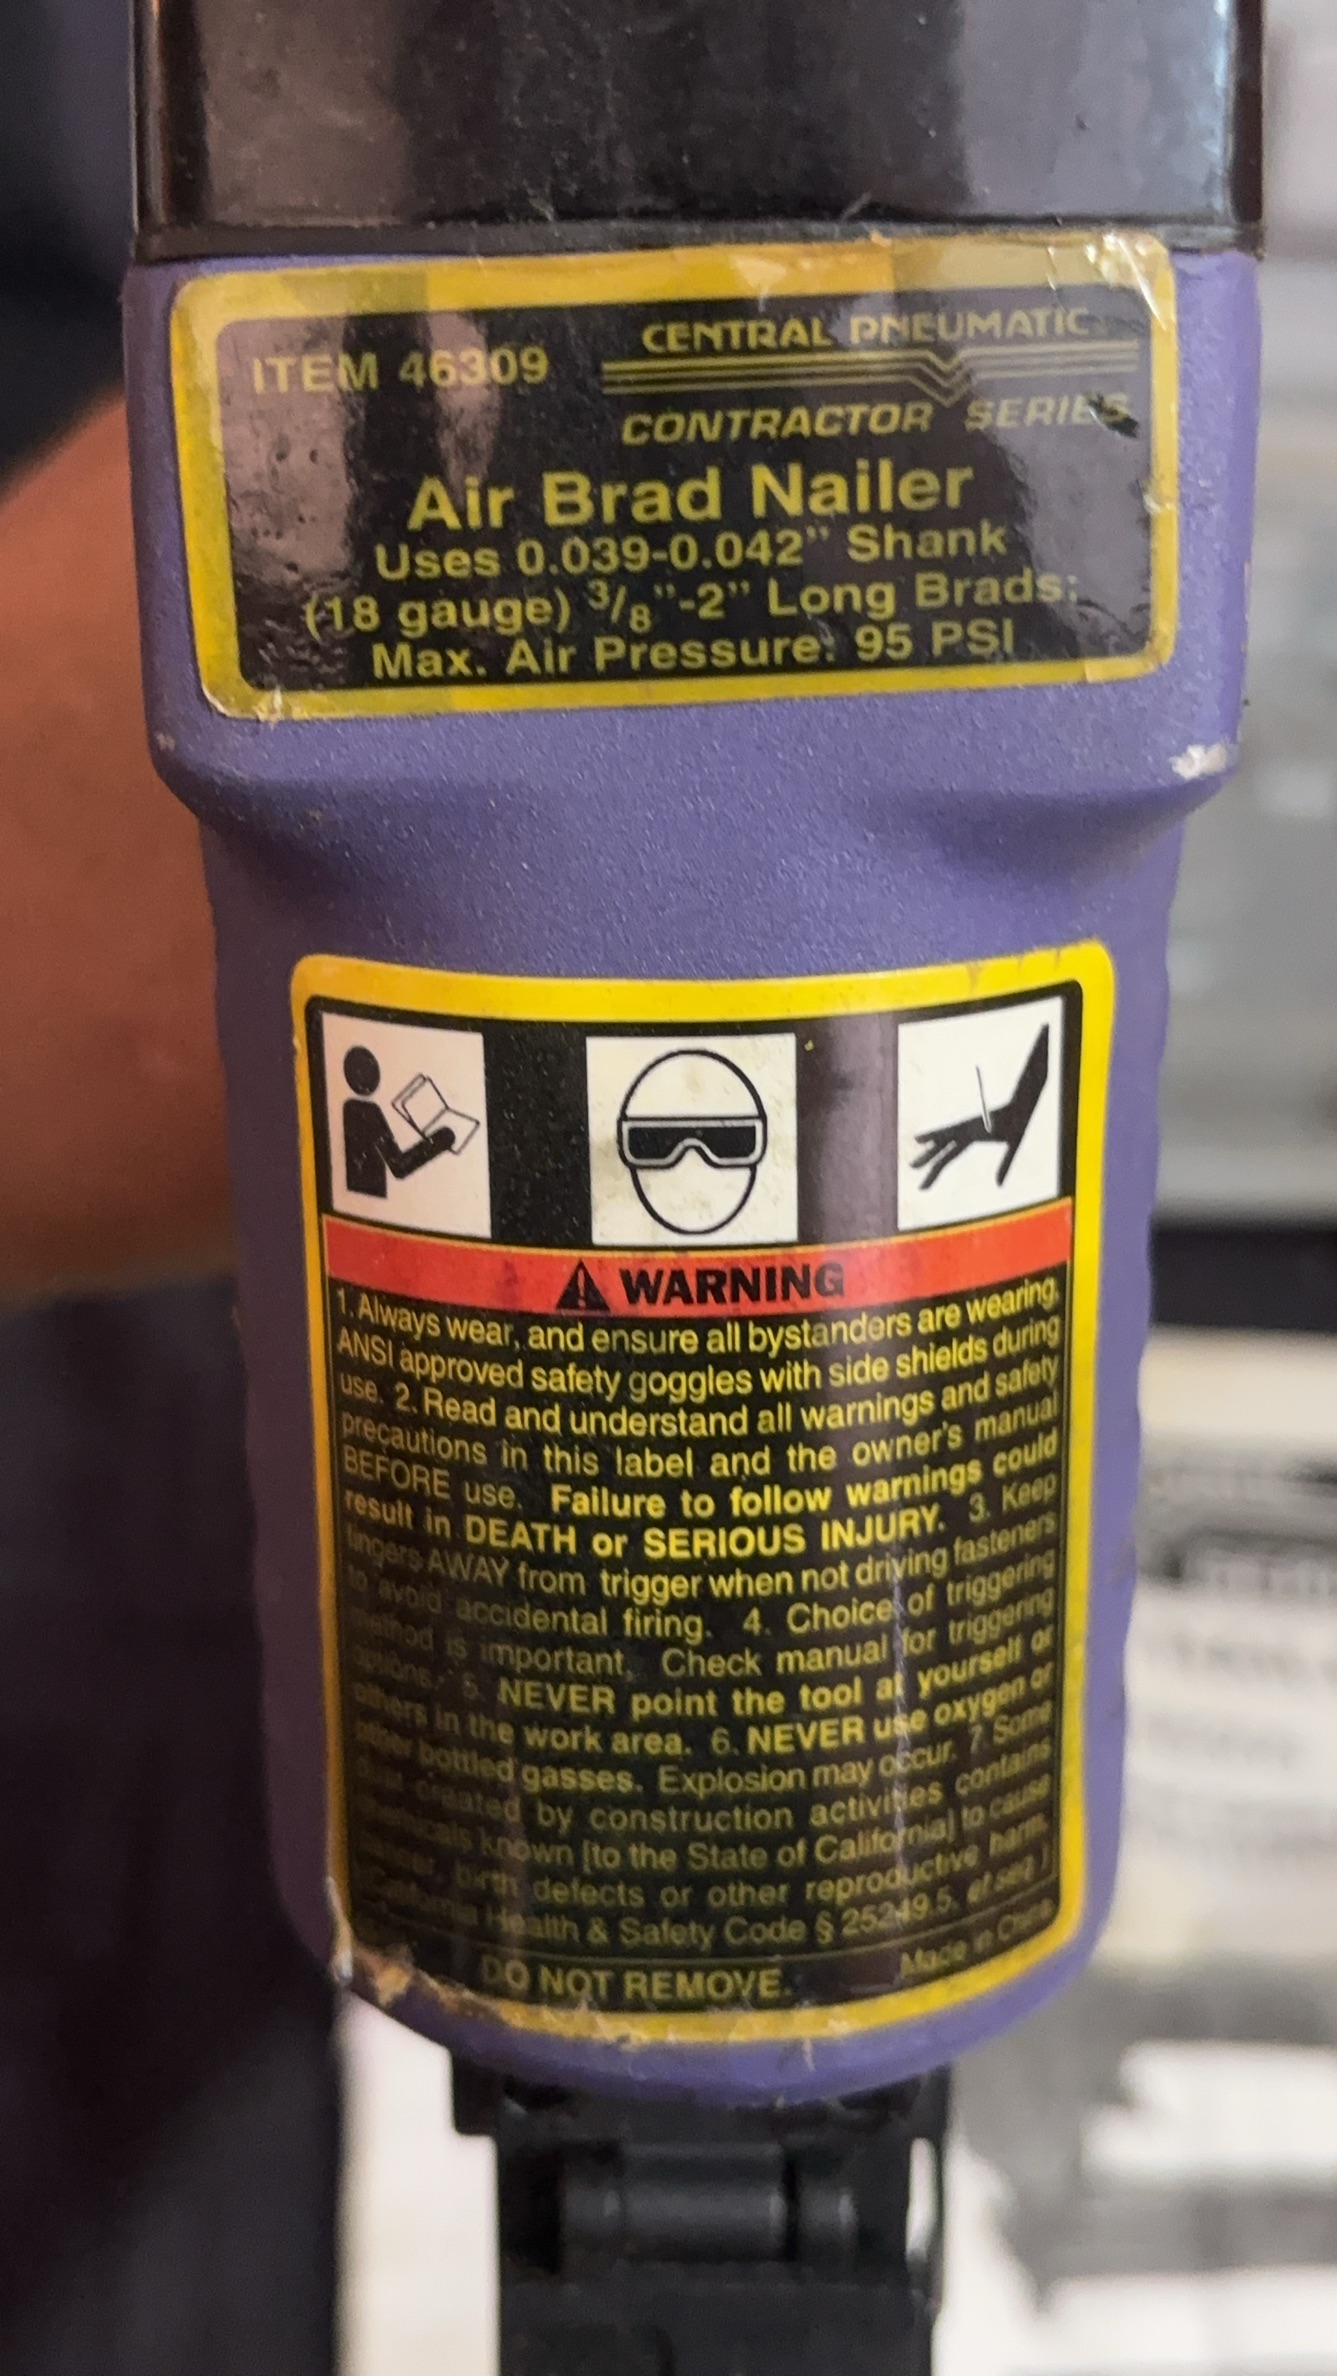 CENTRAL PNEUMATIC
ITEM 46309
CONTRACTOR SERIES
Air Brad Nailer
Uses 0.039-0.042" Shank
(18 gauge) 3/8"-2" Long Brads;
Max. Air Pressure: 95 PSI
WARNING
1. Always wear, and ensure all bystanders are wearing,
ANSI approved safety goggles with side shields during
use. 2. Read and understand all warnings and safety
precautions in this label and the owner's manual
BEFORE use. Failure to follow warnings could
result in DEATH or SERIOUS INJURY. 3. Keep
fingers AWAY from trigger when not driving fasteners
to avoid accidental firing. 4. Choice of triggering
method is important. Check manual for triggering
options. 5. NEVER point the tool at yourself or
others in the work area. 6. NEVER use oxygen or
other bottled gasses. Explosion may occur. 7. Some
dust created by construction activities contains
chemicals known [to the State of California] to cause
cancer, birth defects or other reproductive harm.
California Health & Safety Code § 25249.5, et seq.)
DO NOT REMOVE. Made in China